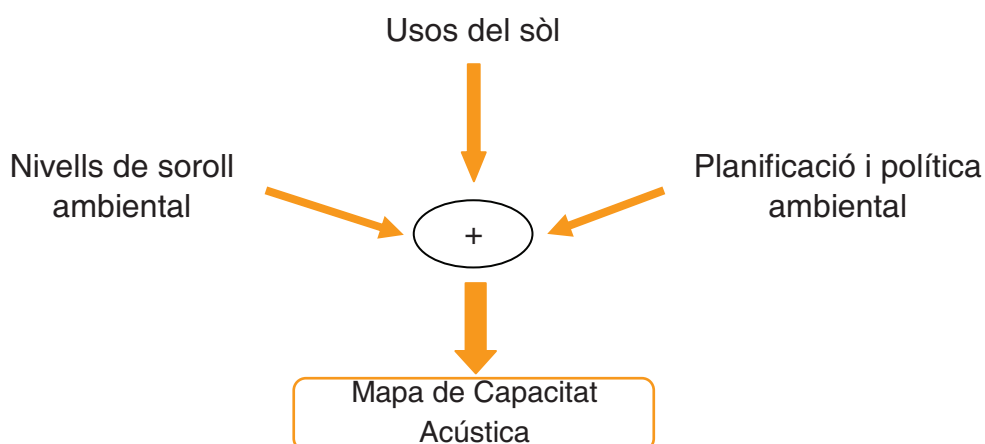 Usos del sòl
Nivells de soroll
ambiental
Planificació i política
ambiental
+
Mapa de Capacitat
Acústica